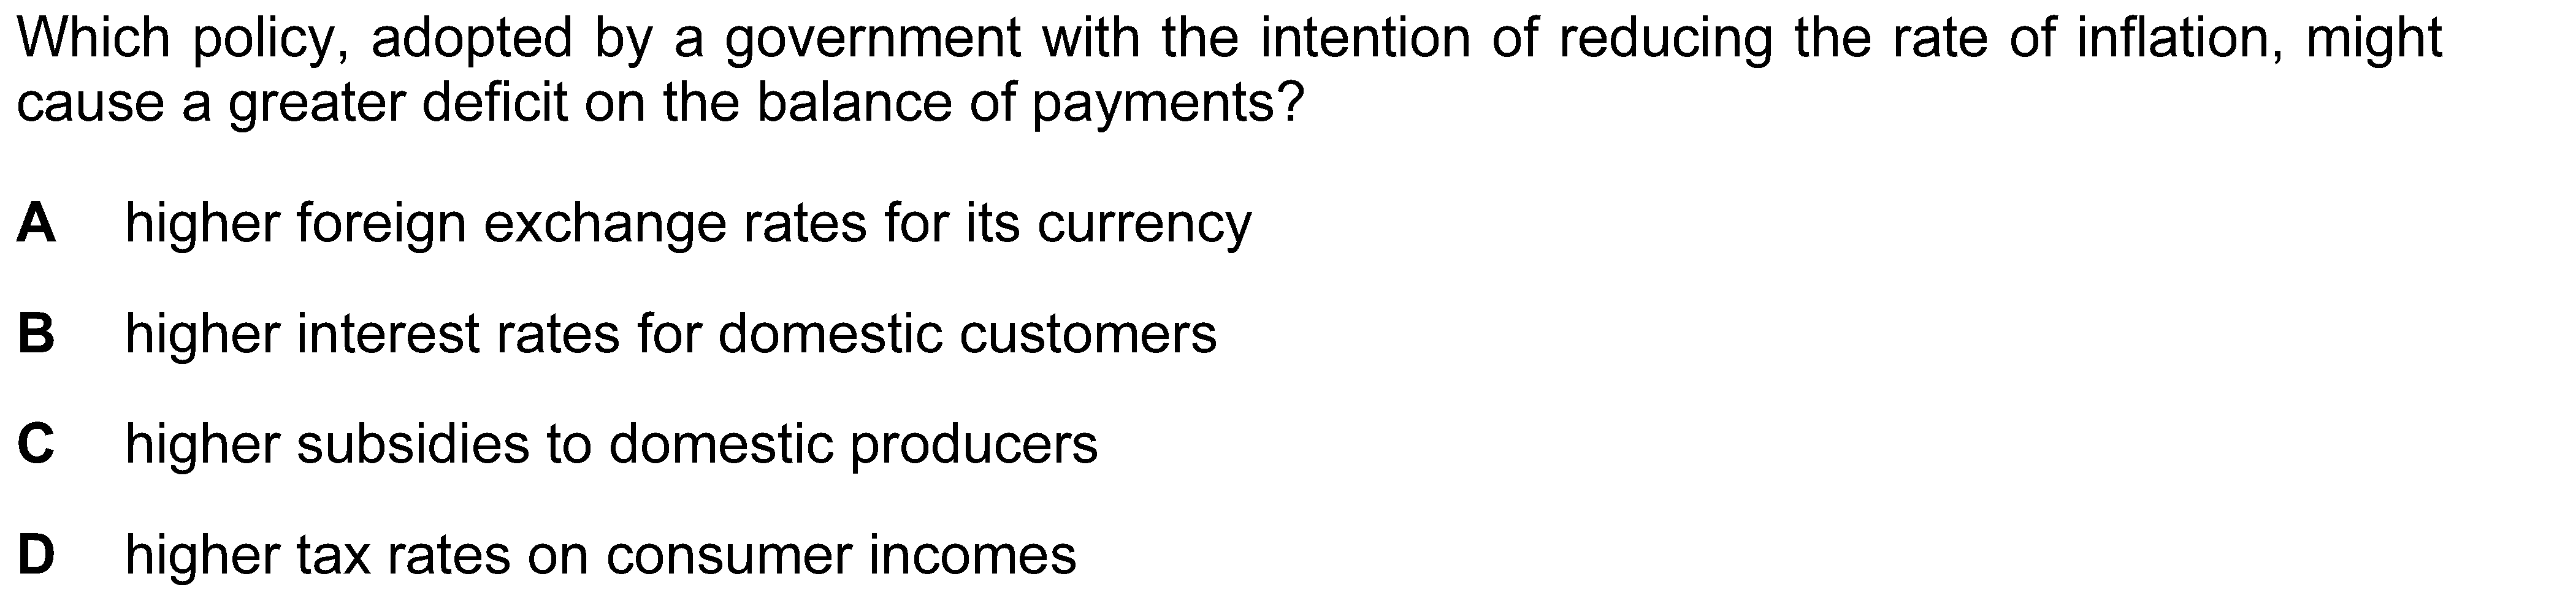 Which policy, adopted by a government with the intention of reducing the rate of inflation, might
cause a greater deficit on the balance of payments?
A higher foreign exchange rates for its currency
B higher interest rates for domestic customers
C higher subsidies to domestic producers
D higher tax rates on consumer incomes